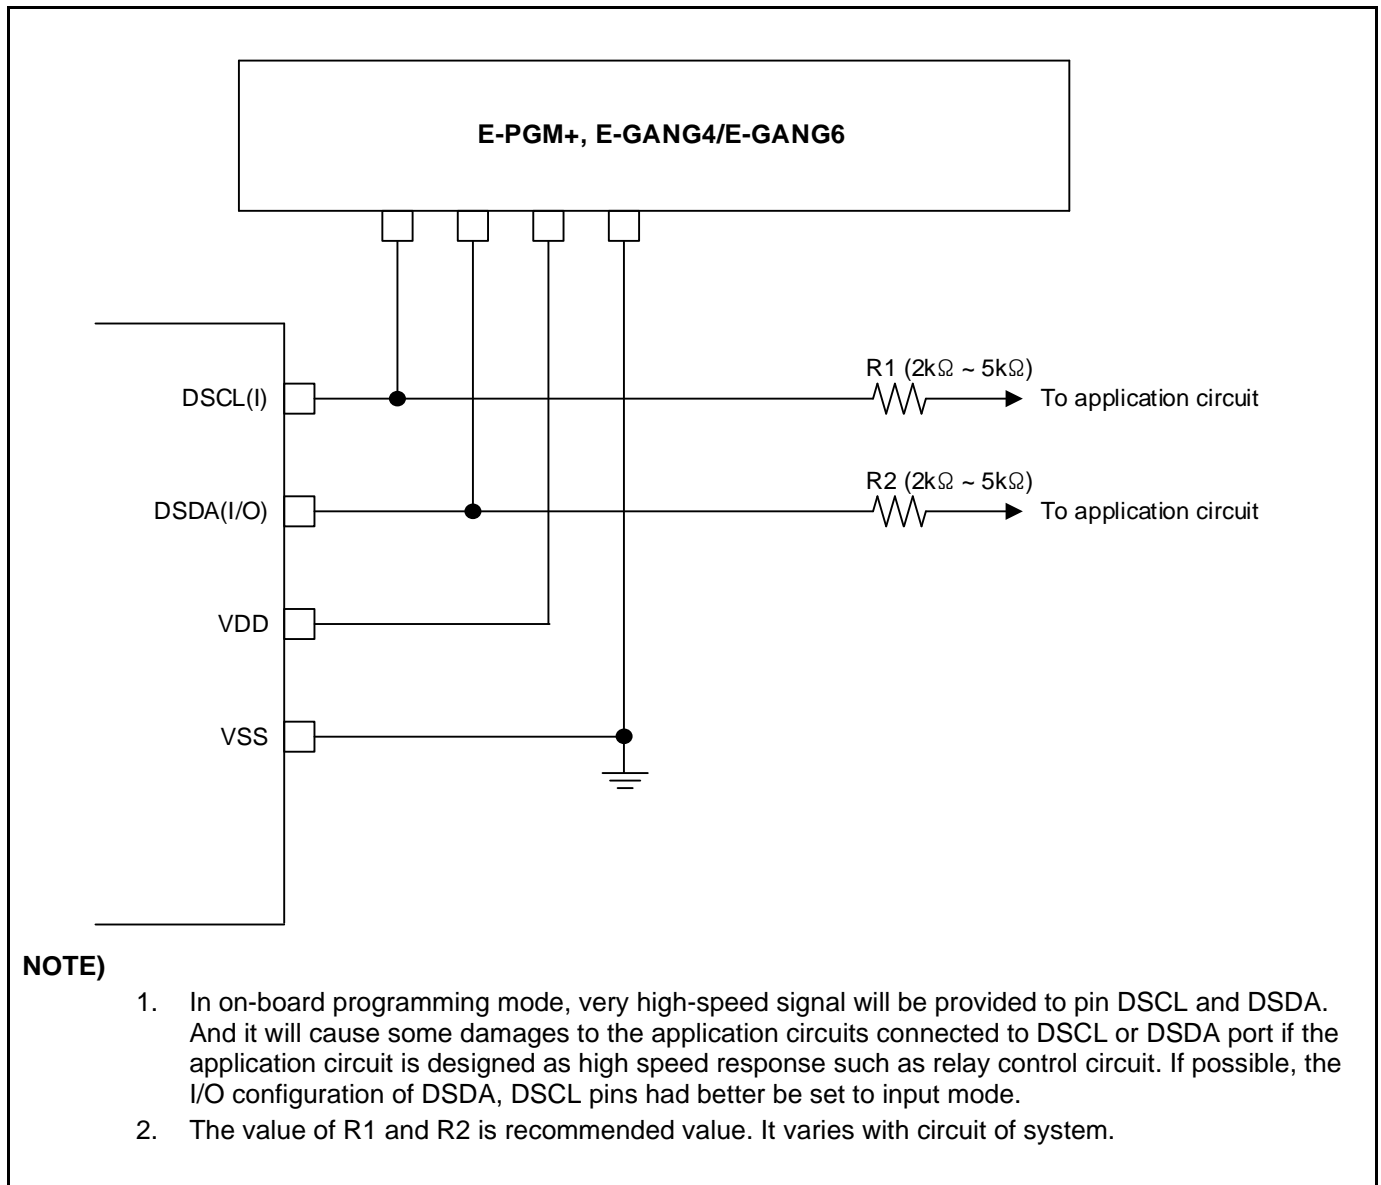 E-PGM+, E-GANG4/E-GANG6
R1 (2kΩ ~ 5kΩ)
DSCL(I)
To application circuit
R2 (2kΩ ~ 5kΩ)
DSDA(I/O)
To application circuit
VDD
VSS
NOTE)
1. In on-board programming mode, very high-speed signal will be provided to pin DSCL and DSDA.
And it will cause some damages to the application circuits connected to DSCL or DSDA port if the
application circuit is designed as high speed response such as relay control circuit. If possible, the
I/O configuration of DSDA, DSCL pins had better be set to input mode.
2. The value of R1 and R2 is recommended value. It varies with circuit of system.